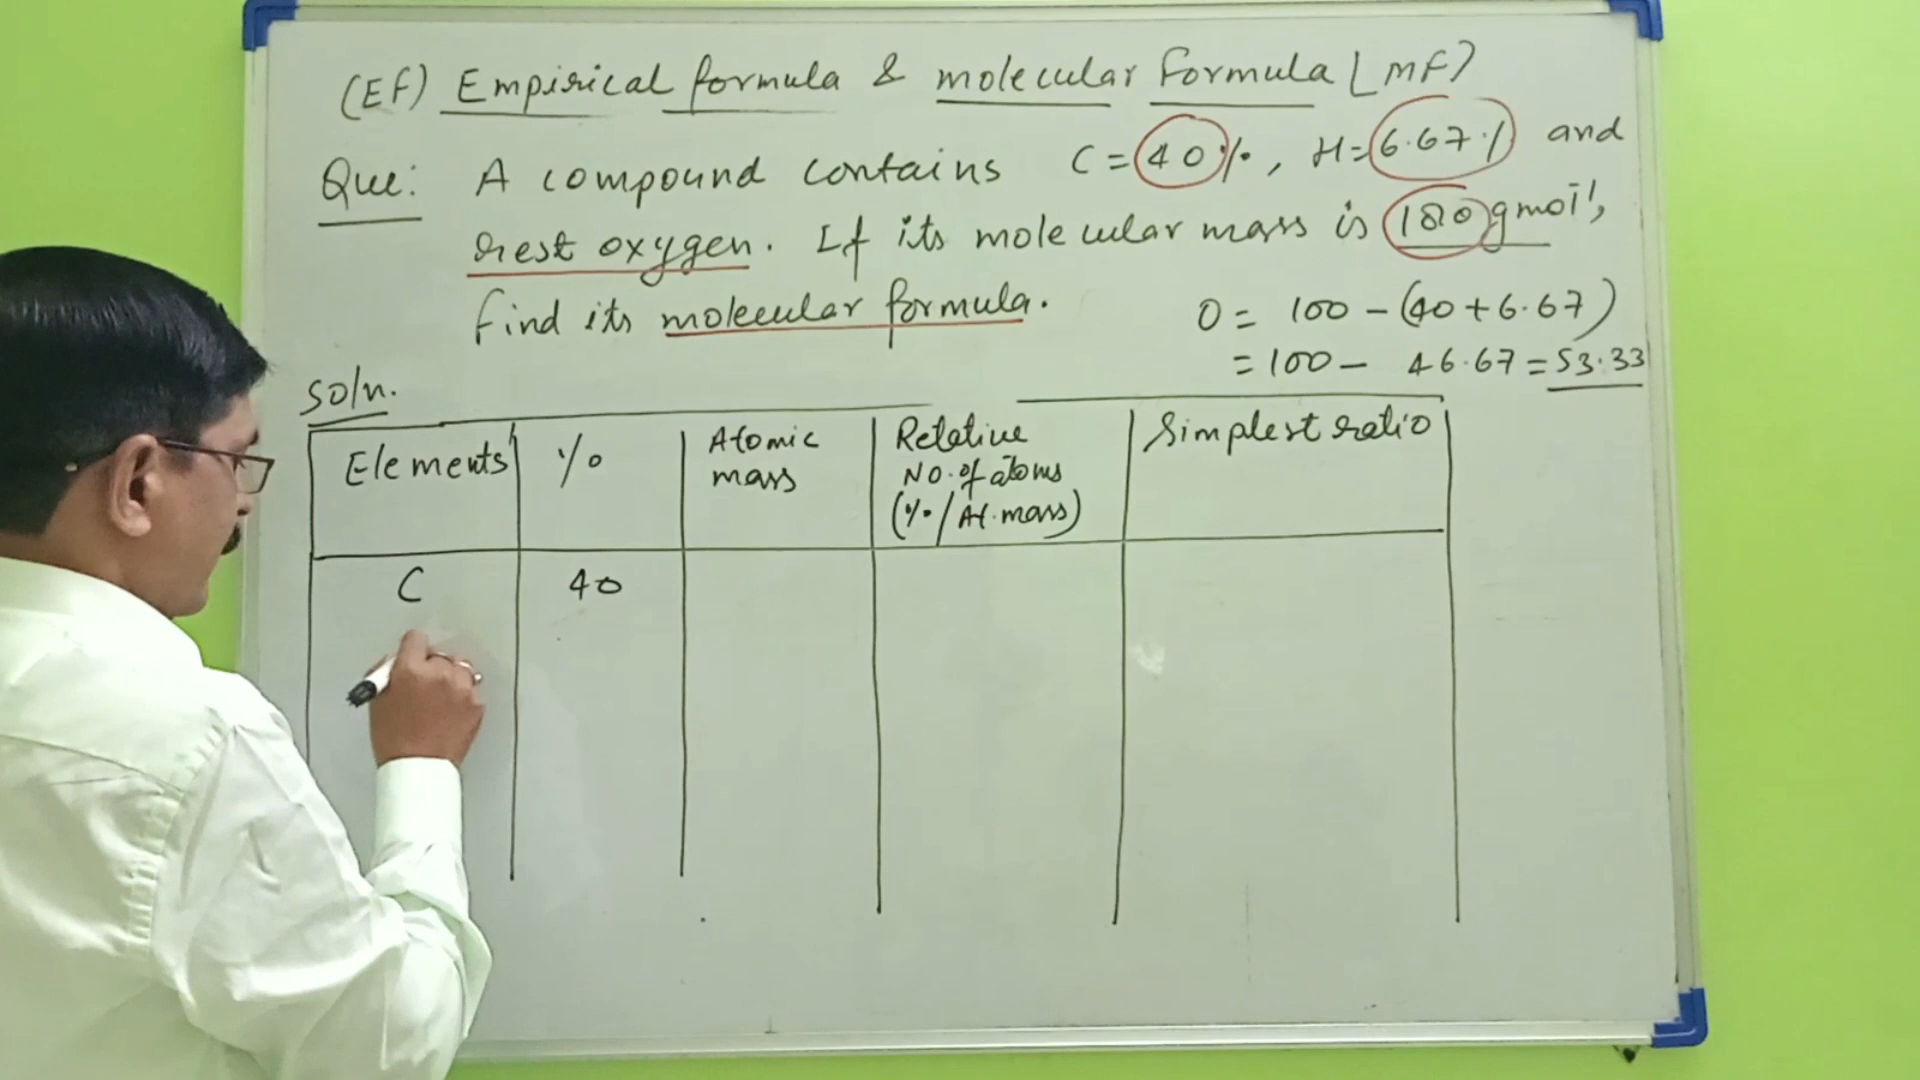 (EF) Empirical formula & molecular Formula (MF)
Que: A compound contains C = 40%, H = 6.67% and
rest oxygen. If its molecular mass is 180 gmol⁻¹,
find its molecular formula.
O = 100 - (40 + 6.67)
= 100 - 46.67 = 53.33
Soln.
Elements % Atomic mass Relative No. of atoms (%/At. mass) Simplest ratio
C 40